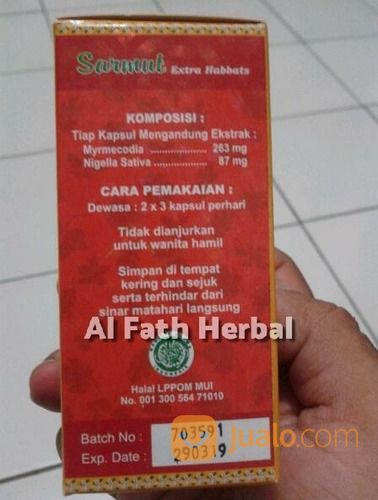 Sarmut Extra Habbats
KOMPOSISI :
Tiap Kapsul Mengandung Ekstrak :
Myrmecodia .................. 263 mg
Nigella Sativa .................. 87 mg
CARA PEMAKAIAN :
Dewasa : 2 x 3 kapsul perhari
Tidak dianjurkan
untuk wanita hamil
Simpan di tempat
kering dan sejuk
serta terhindar dari
sinar matahari langsung
Al Fath Herbal
Halal LPPOM MUI
No. 001 300 564 71010
Batch No : 703591
Exp. Date : 290319
jualo.com